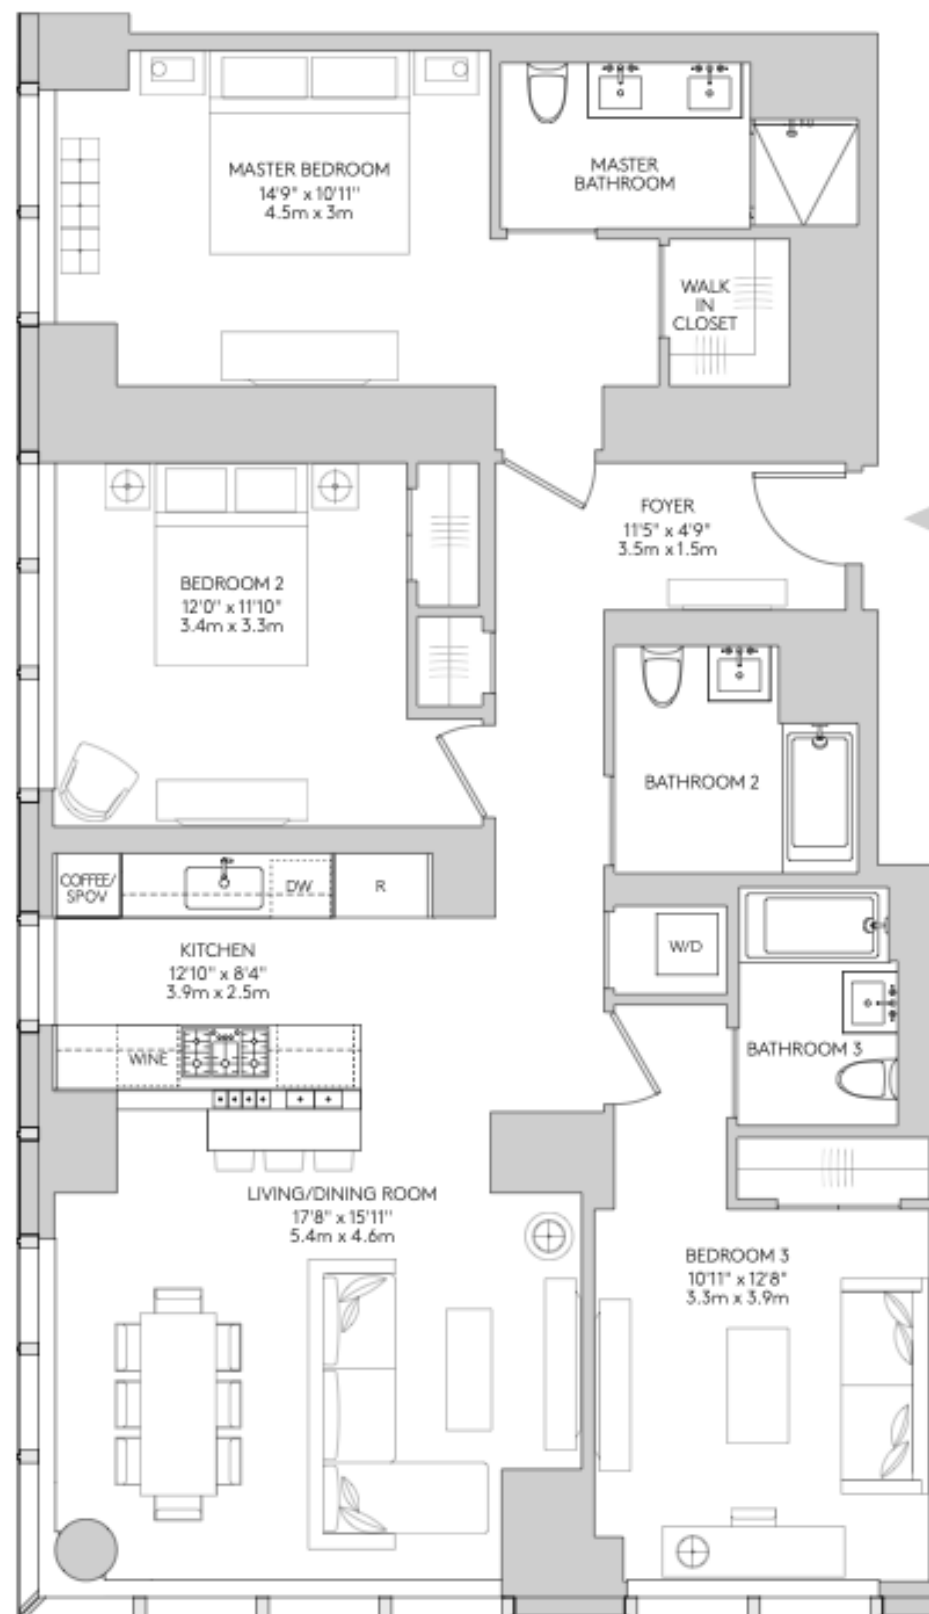 MASTER BEDROOM
14'9" x 10'11"
4.5m x 3m
MASTER
BATHROOM
WALK
IN
CLOSET
FOYER
11'5" x 4'9"
3.5m x 1.5m
BEDROOM 2
12'0" x 11'10"
3.4m x 3.3m
BATHROOM 2
COFFEE/
SPOV
DW
R
KITCHEN
12'10" x 8'4"
3.9m x 2.5m
W/D
WINE
BATHROOM 3
LIVING/DINING ROOM
17'8" x 15'11"
5.4m x 4.6m
BEDROOM 3
10'11" x 12'8"
3.3m x 3.9m